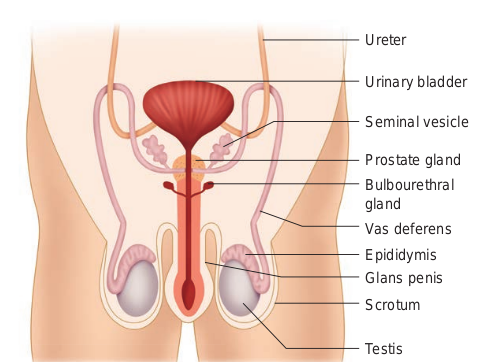 Ureter
Urinary bladder
Seminal vesicle
Prostate gland
Bulbourethral
gland
Vas deferens
Epididymis
Glans penis
Scrotum
Testis